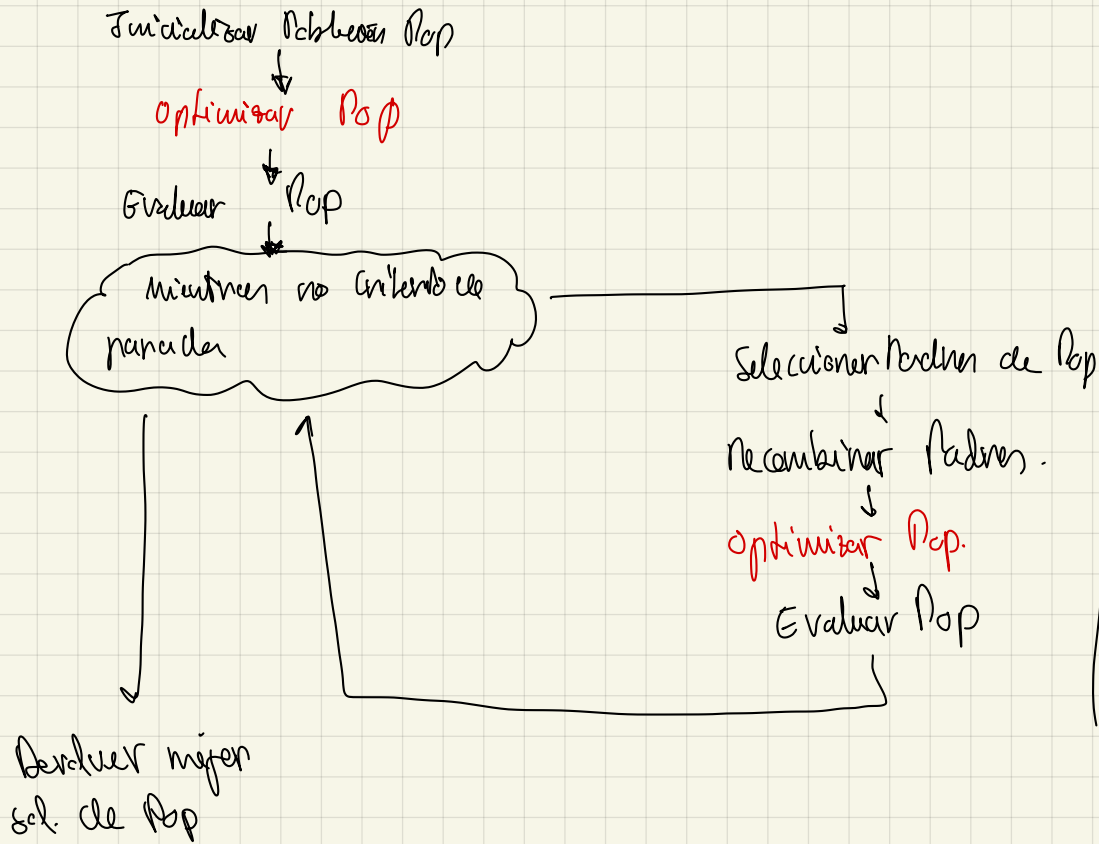 Inicializar Población Pop
Optimizar Pop
Evaluar Pop
Mientras no criterio de
parada
Seleccionar Padres de Pop
Recombinar Padres.
Optimizar Pop.
Evaluar Pop
Devolver mejor
sol. de Pop